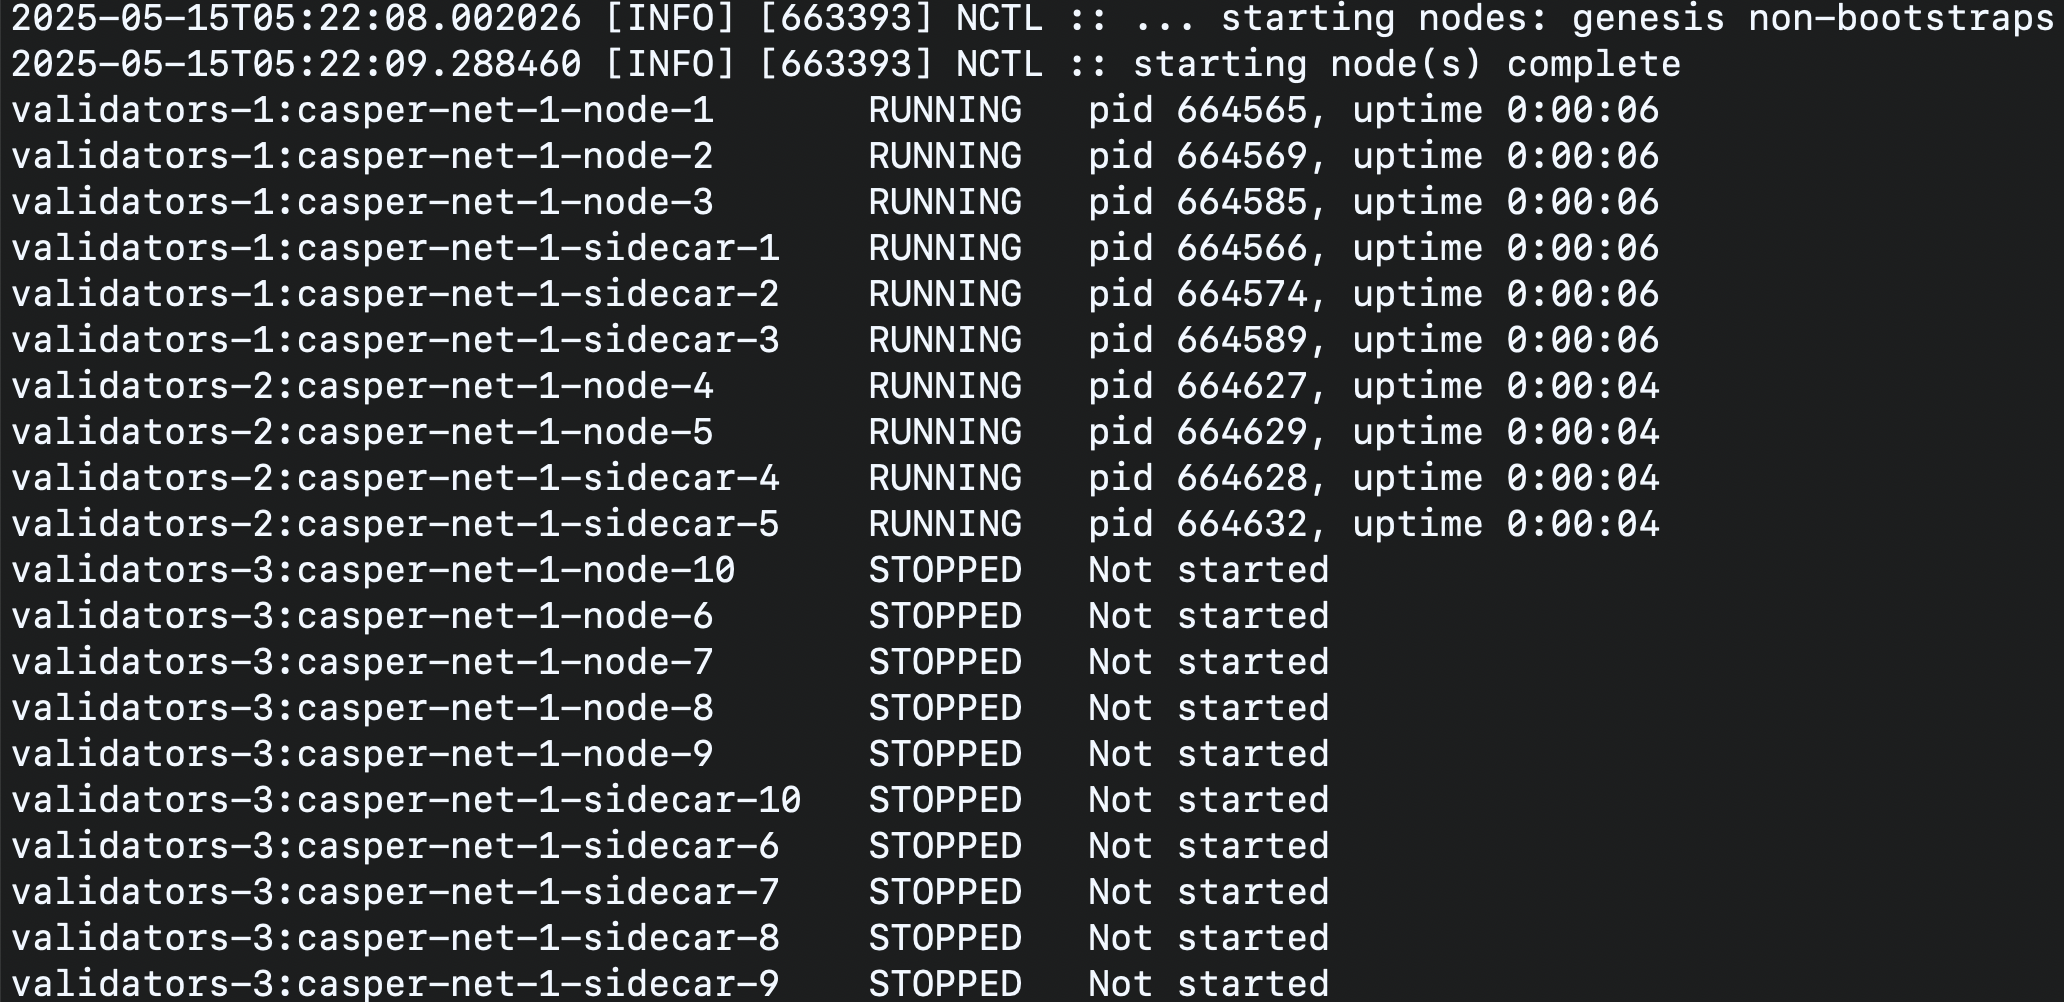 2025-05-15T05:22:08.002026 [INFO] [663393] NCTL :: ... starting nodes: genesis non-bootstraps
2025-05-15T05:22:09.288460 [INFO] [663393] NCTL :: starting node(s) complete
validators-1:casper-net-1-node-1       RUNNING   pid 664565, uptime 0:00:06
validators-1:casper-net-1-node-2       RUNNING   pid 664569, uptime 0:00:06
validators-1:casper-net-1-node-3       RUNNING   pid 664585, uptime 0:00:06
validators-1:casper-net-1-sidecar-1    RUNNING   pid 664566, uptime 0:00:06
validators-1:casper-net-1-sidecar-2    RUNNING   pid 664574, uptime 0:00:06
validators-1:casper-net-1-sidecar-3    RUNNING   pid 664589, uptime 0:00:06
validators-2:casper-net-1-node-4       RUNNING   pid 664627, uptime 0:00:04
validators-2:casper-net-1-node-5       RUNNING   pid 664629, uptime 0:00:04
validators-2:casper-net-1-sidecar-4    RUNNING   pid 664628, uptime 0:00:04
validators-2:casper-net-1-sidecar-5    RUNNING   pid 664632, uptime 0:00:04
validators-3:casper-net-1-node-10      STOPPED   Not started
validators-3:casper-net-1-node-6       STOPPED   Not started
validators-3:casper-net-1-node-7       STOPPED   Not started
validators-3:casper-net-1-node-8       STOPPED   Not started
validators-3:casper-net-1-node-9       STOPPED   Not started
validators-3:casper-net-1-sidecar-10   STOPPED   Not started
validators-3:casper-net-1-sidecar-6    STOPPED   Not started
validators-3:casper-net-1-sidecar-7    STOPPED   Not started
validators-3:casper-net-1-sidecar-8    STOPPED   Not started
validators-3:casper-net-1-sidecar-9    STOPPED   Not started